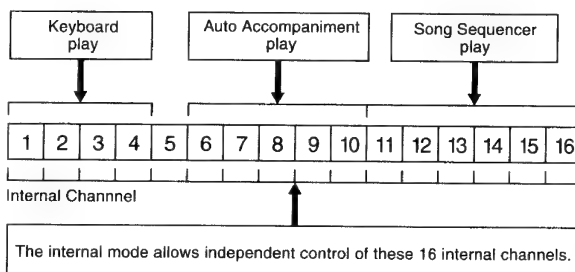 Keyboard
play
Auto Accompaniment
play
Song Sequencer
play
1 2 3 4 5 6 7 8 9 10 11 12 13 14 15 16
Internal Channnel
The internal mode allows independent control of these 16 internal channels.